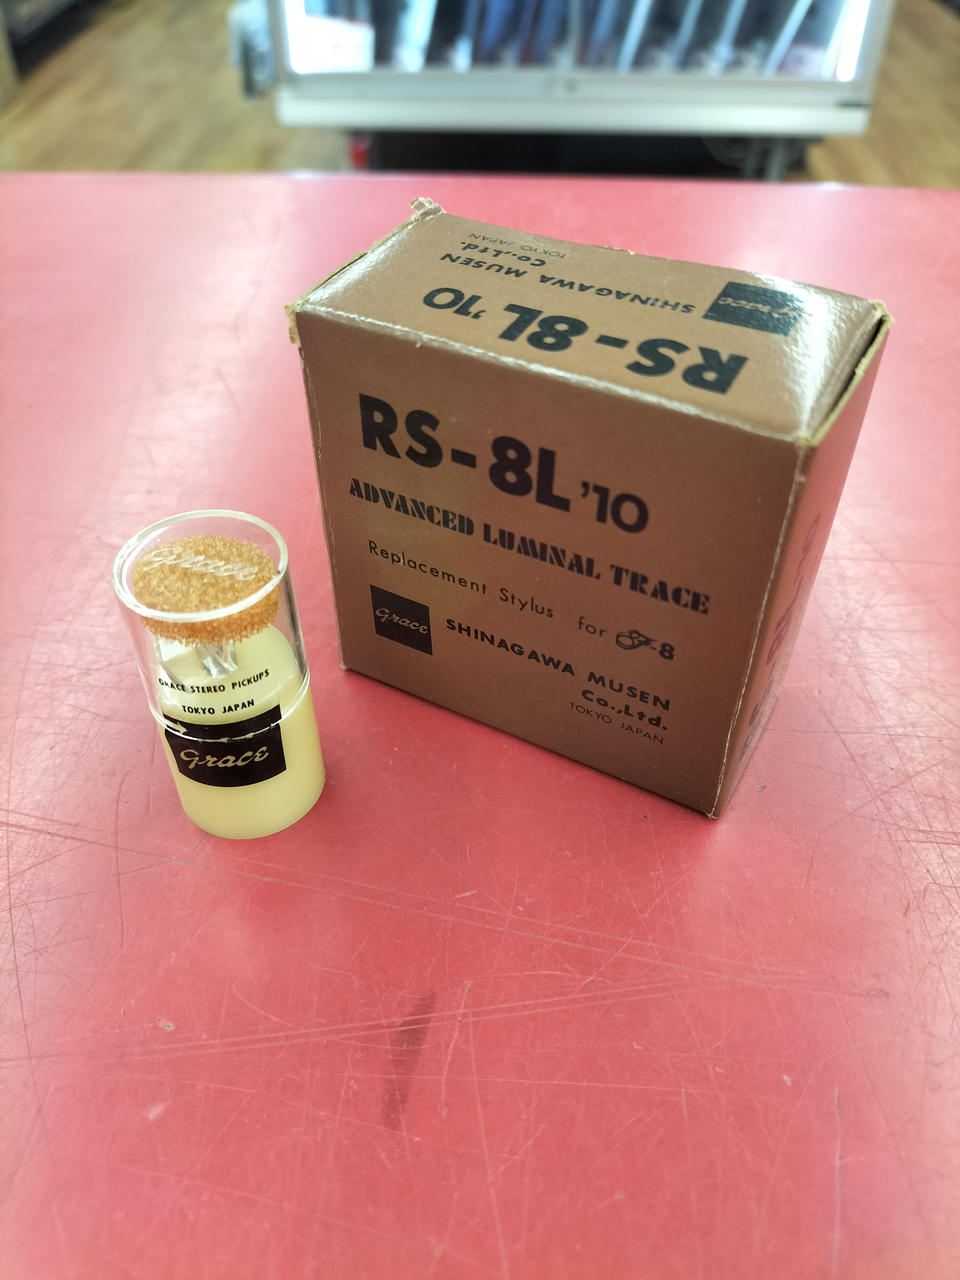 Grace
SHINAGAWA MUSEN
Co.,Ltd.
TOKYO JAPAN
RS-8L '10
RS-8L '10
ADVANCED LUMINAL TRACE
Replacement Stylus for F-8
Grace
SHINAGAWA MUSEN
Co.,Ltd.
TOKYO JAPAN
Grace
GRACE STEREO PICKUPS
TOKYO JAPAN
Grace